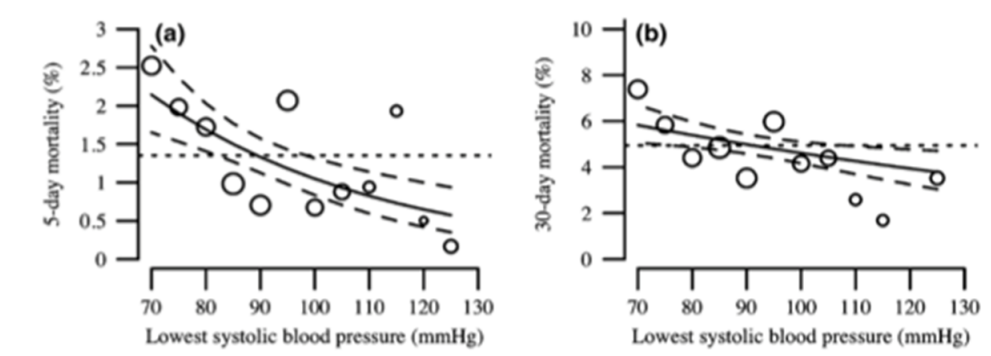 (a)
5-day mortality (%)
3
2.5
2
1.5
1
0.5
0
70 80 90 100 110 120 130
Lowest systolic blood pressure (mmHg)
(b)
30-day mortality (%)
10
8
6
4
2
0
70 80 90 100 110 120 130
Lowest systolic blood pressure (mmHg)